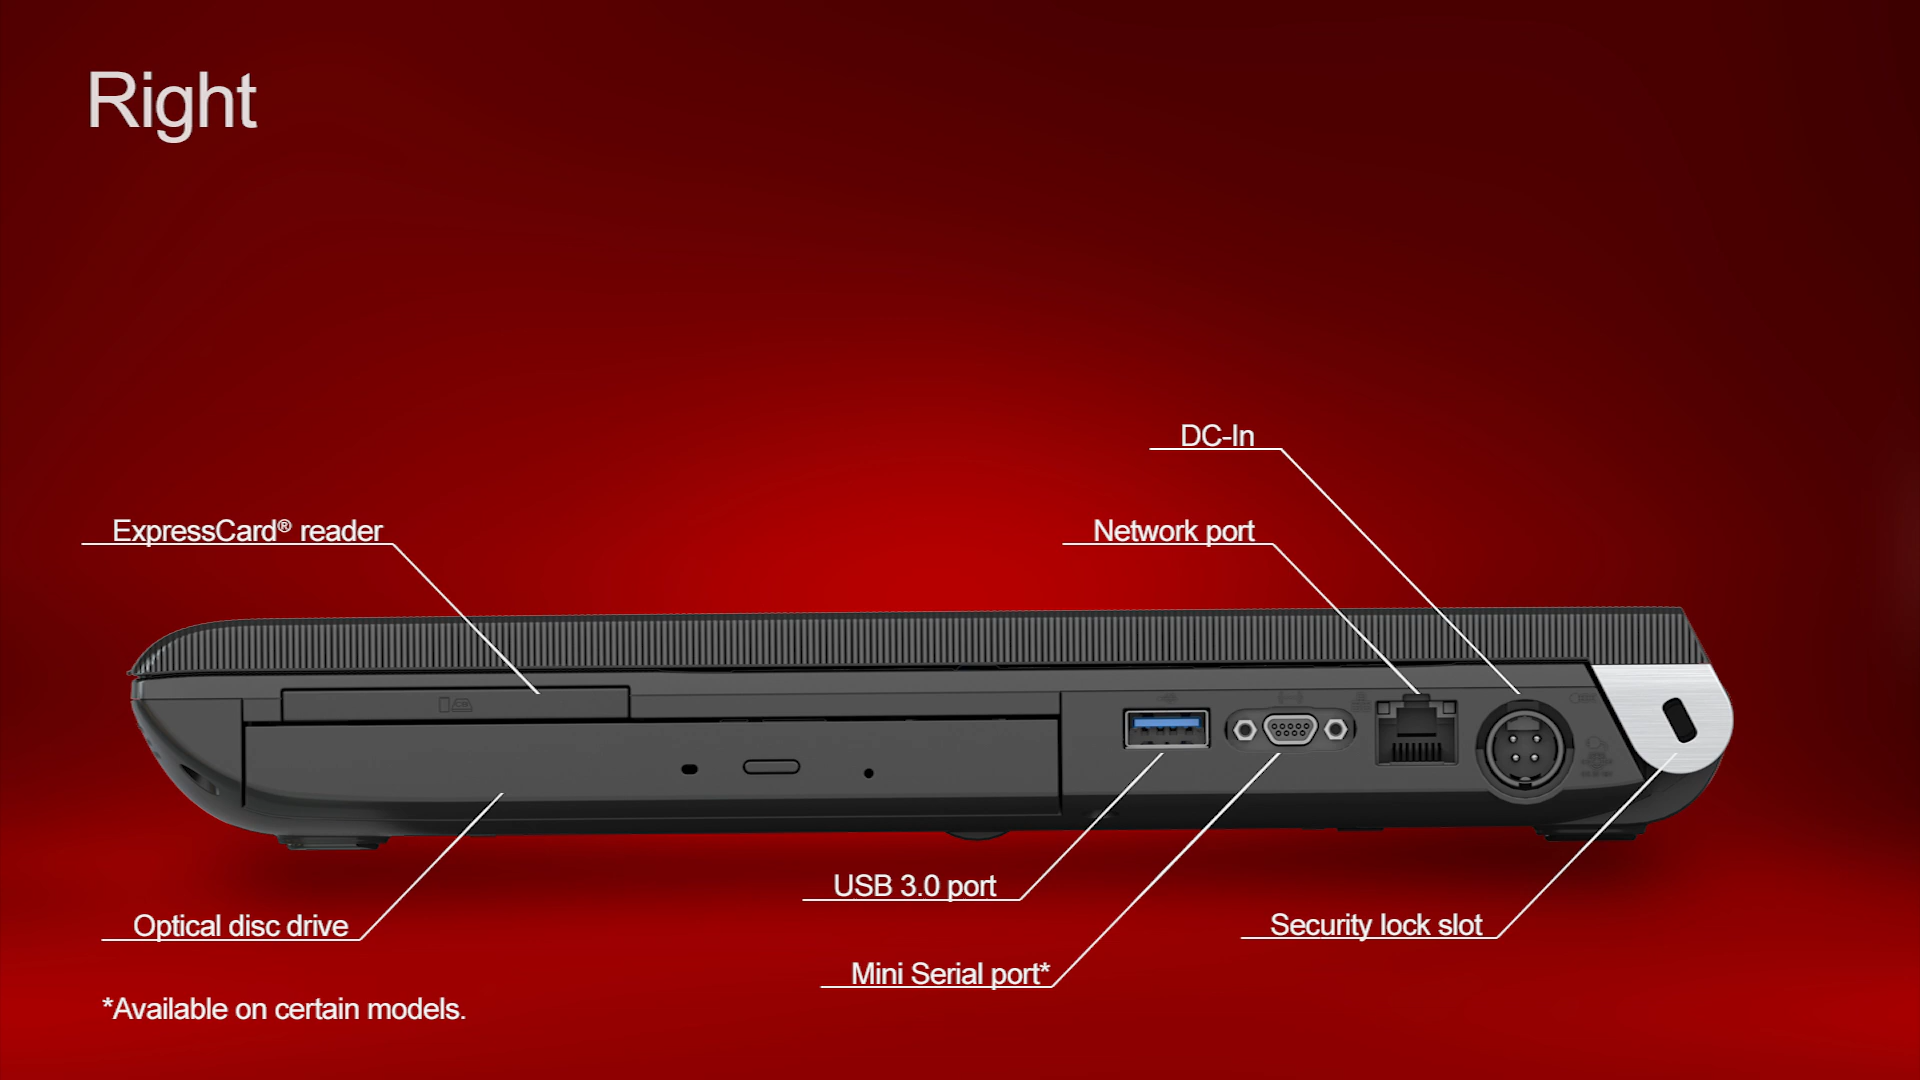 Right
DC-In
ExpressCard® reader
Network port
USB 3.0 port
Optical disc drive
Security lock slot
Mini Serial port*
*Available on certain models.